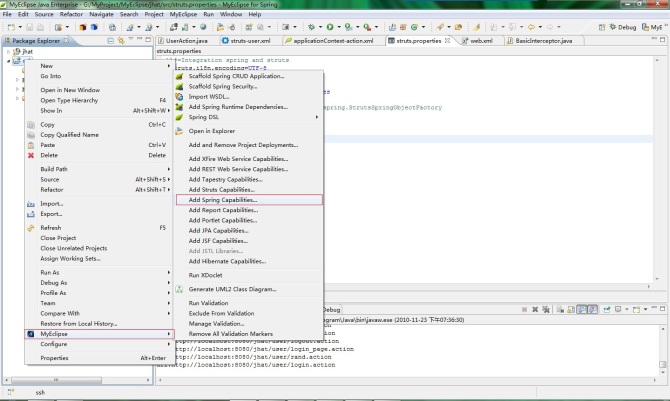 MyEclipse Java Enterprise - G:/MyProject/MyEclipse/jhat/src/struts.properties - MyEclipse for Spring
File Edit Source Refactor Navigate Search Project MyEclipse Run Window Help
Debug MyE
Package Explorer
UserAction.java struts-user.xml applicationContext-action.xml struts.properties web.xml BasicInterceptor.java
jhat
struts.properties
Integration spring and struts
struts.i18n.encoding=UTF-8
spring.StrutsSpringObjectFactory
New
Go Into
Open in New Window
Open Type Hierarchy F4
Show In Alt+Shift+W
Copy Ctrl+C
Copy Qualified Name
Paste Ctrl+V
Delete Delete
Build Path
Source Alt+Shift+S
Refactor Alt+Shift+T
Import...
Export...
Refresh F5
Close Project
Close Unrelated Projects
Assign Working Sets...
Run As
Debug As
Profile As
Team
Compare With
Restore from Local History...
MyEclipse
Configure
Properties Alt+Enter
Scaffold Spring CRUD Application...
Scaffold Spring Security...
Import WSDL...
Add Spring Runtime Dependencies...
Spring DSL
Open in Explorer
Add and Remove Project Deployments...
Add XFire Web Service Capabilities...
Add REST Web Service Capabilities...
Add Tapestry Capabilities...
Add Struts Capabilities...
Add Spring Capabilities...
Add Report Capabilities...
Add Portlet Capabilities...
Add JPA Capabilities...
Add JSF Capabilities...
Add JSTL Libraries...
Add Hibernate Capabilities...
Run XDoclet
Generate UML2 Class Diagram...
Run Validation
Exclude From Validation
Manage Validation...
Remove All Validation Markers
Debug
gram\Java\bin\javaw.exe (2010-11-23 下午07:36:30)
http://localhost:8080/jhat/user/logout.action
http://localhost:8080/jhat/user/login_page.action
http://localhost:8080/jhat/user/rand.action
http://localhost:8080/jhat/user/login.action
ssh